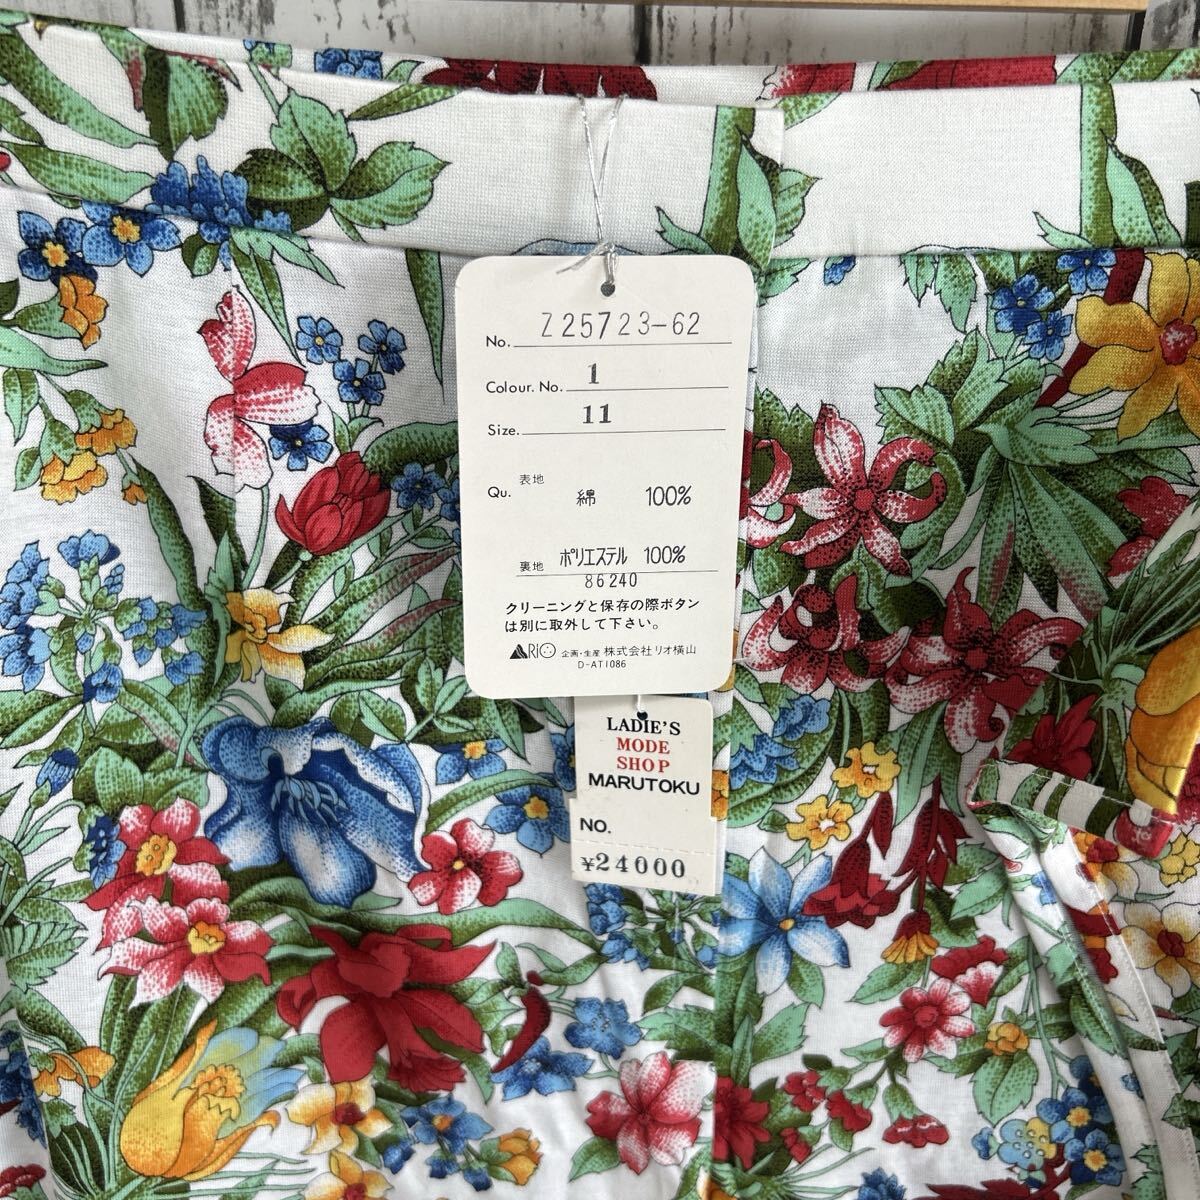 No. Z25723-62
Colour. No. 1
Size. 11
表地
Qu. 綿 100%
裏地 ポリエステル 100%
86240
クリーニングと保存の際ボタン
は別に取外して下さい。
RIO 企画・生産 株式会社リオ横山
D-AT1086
LADIE'S
MODE
SHOP
MARUTOKU
NO.
¥24000